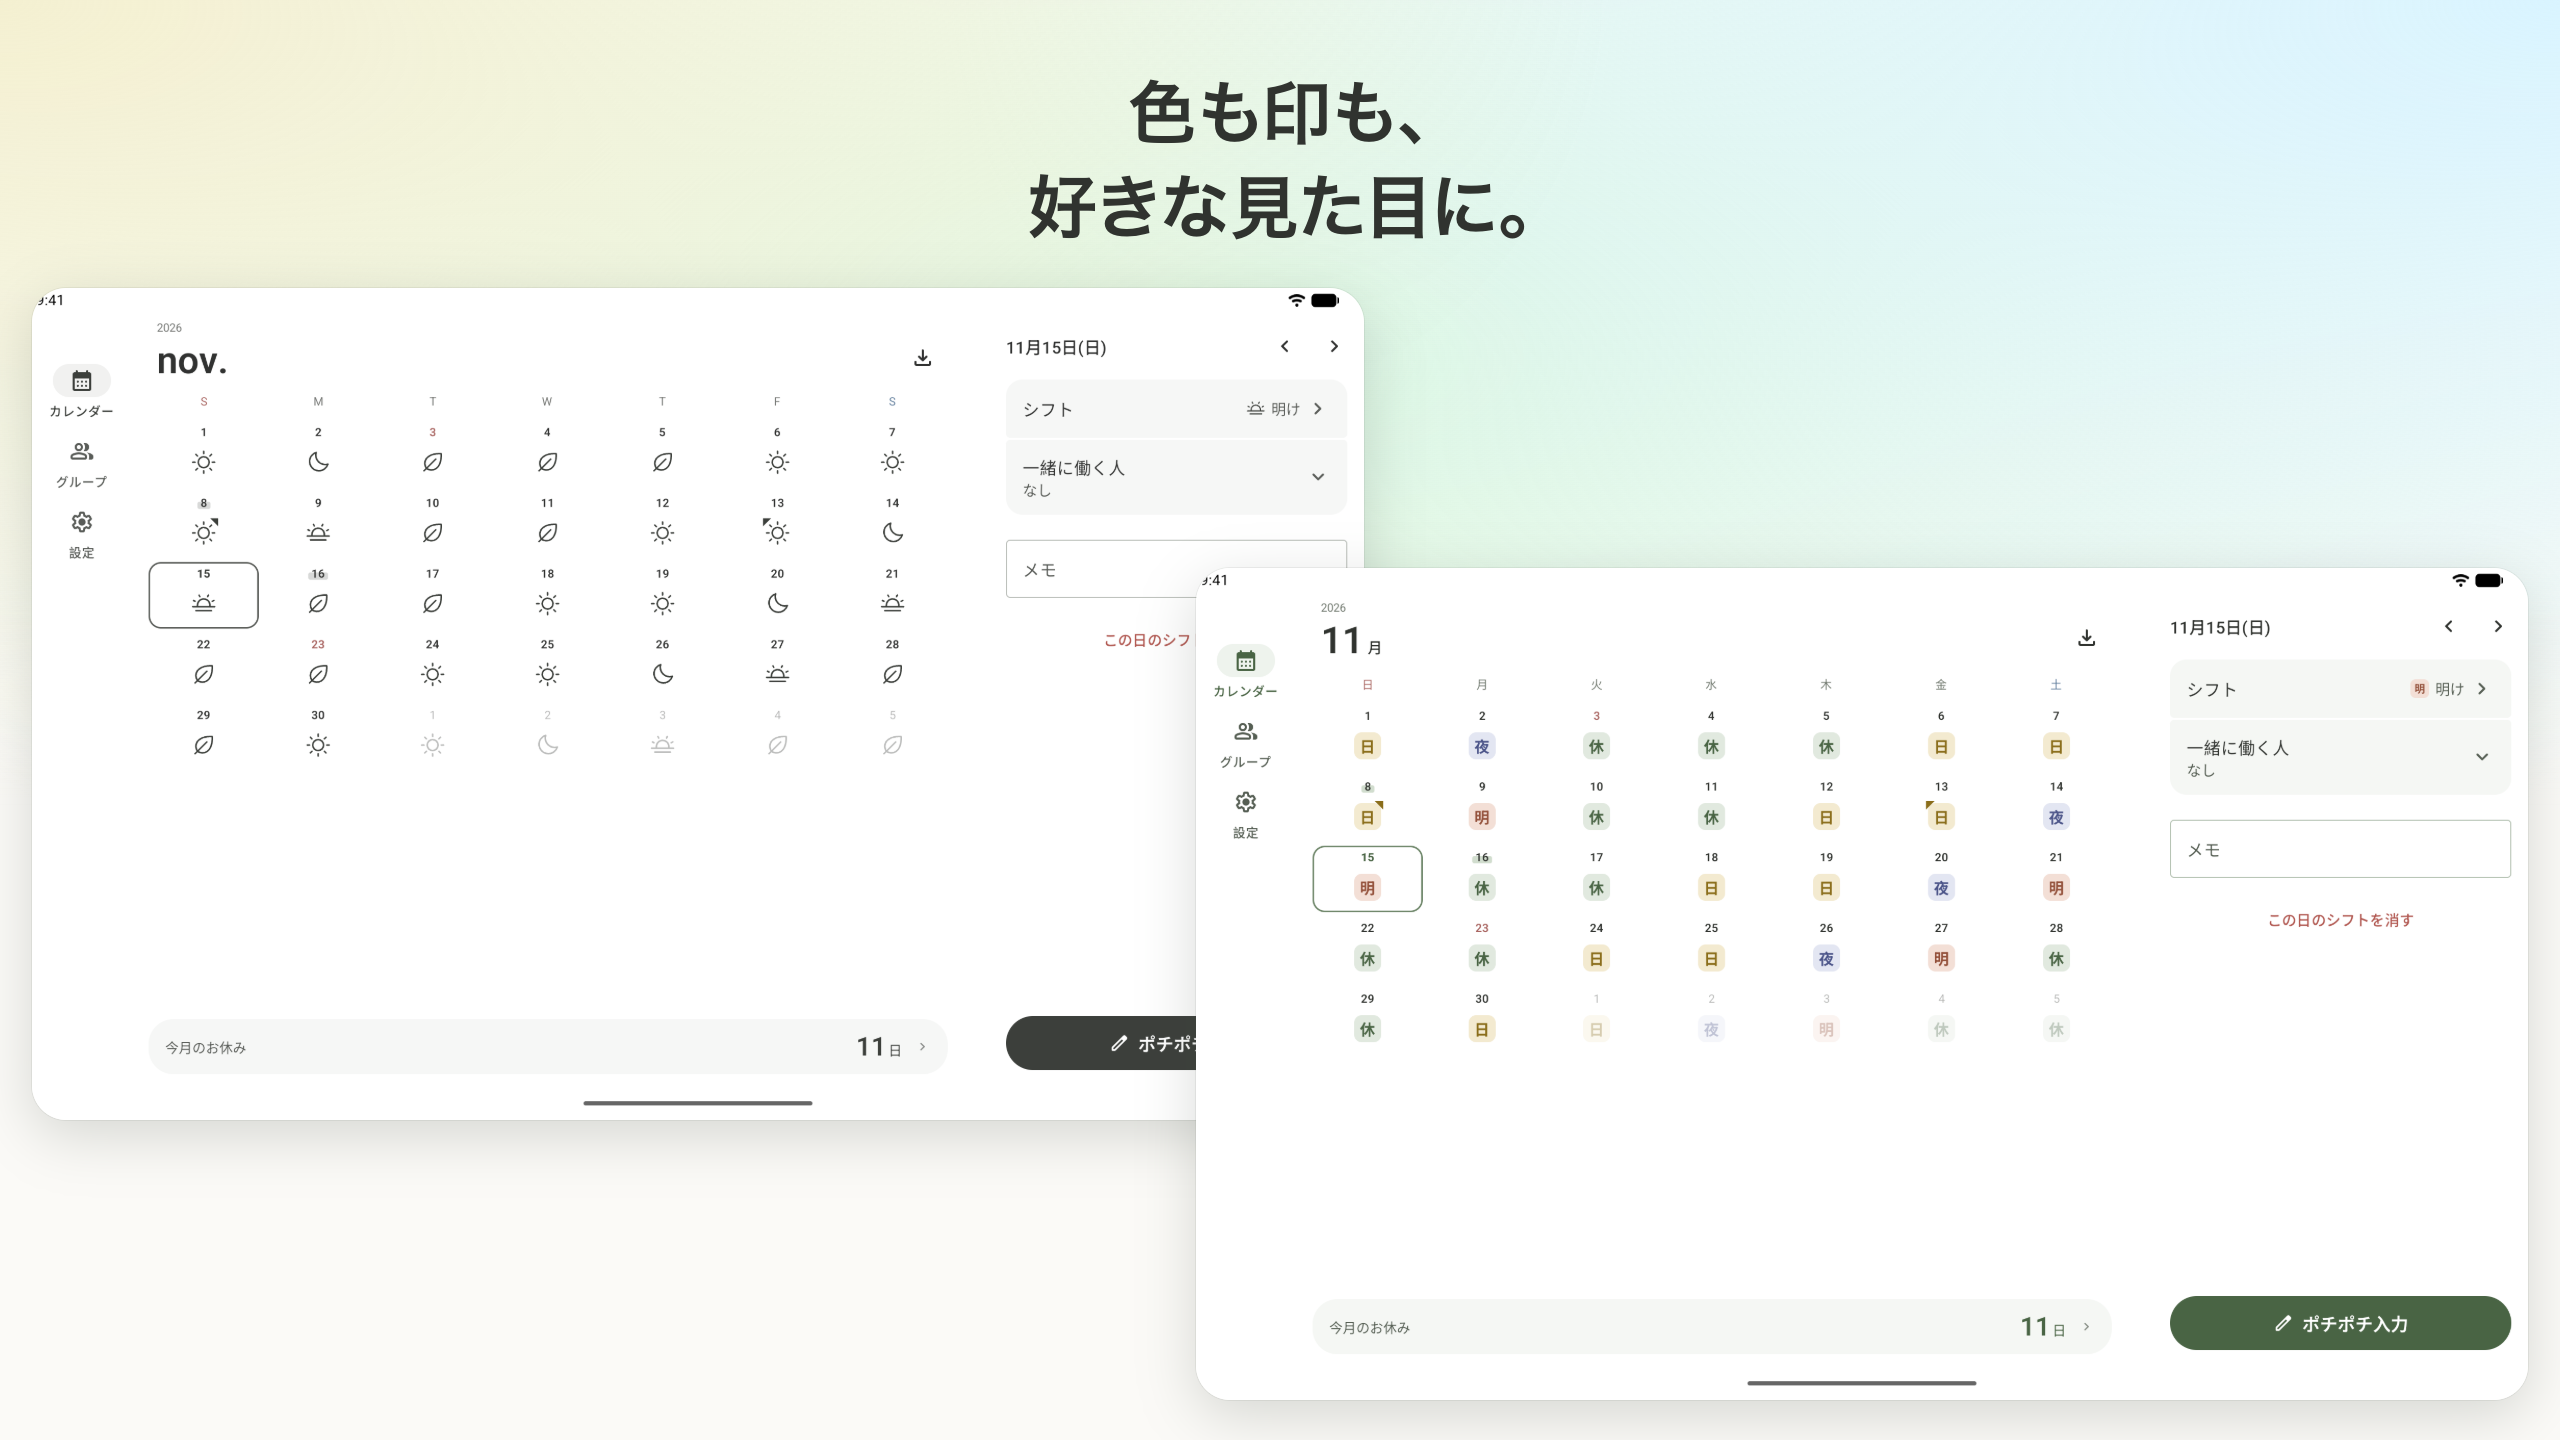 色も印も、
好きな見た目に。
9:41
2026
nov.
カレンダー
グループ
設定
S M T W T F S
1 2 3 4 5 6 7
8 9 10 11 12 13 14
15 16 17 18 19 20 21
22 23 24 25 26 27 28
29 30 1 2 3 4 5
今月のお休み 11日
11月15日(日)
シフト 明け
一緒に働く人
なし
メモ
この日のシフ
ポチポ
9:41
2026
11月
カレンダー
グループ
設定
日 月 火 水 木 金 土
1 2 3 4 5 6 7
日 夜 休 休 休 日 日
8 9 10 11 12 13 14
日 明 休 休 日 日 夜
15 16 17 18 19 20 21
明 休 休 日 日 夜 明
22 23 24 25 26 27 28
休 休 日 日 夜 明 休
29 30 1 2 3 4 5
休 日 日 夜 明 休 休
今月のお休み 11日
11月15日(日)
シフト 明 明け
一緒に働く人
なし
メモ
この日のシフトを消す
ポチポチ入力